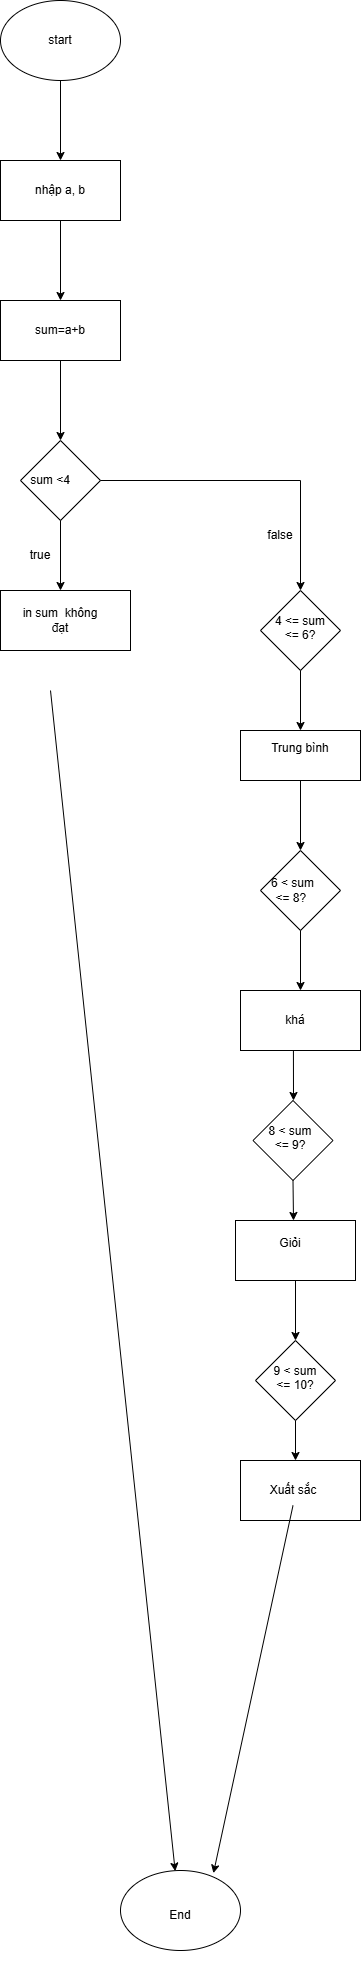 start
nhập a, b
sum=a+b
sum <4
true
false
in sum  không
đạt
4 <= sum
<= 6?
Trung bình
6 < sum
<= 8?
khá
8 < sum
<= 9?
Giỏi
9 < sum
<= 10?
Xuất sắc
End